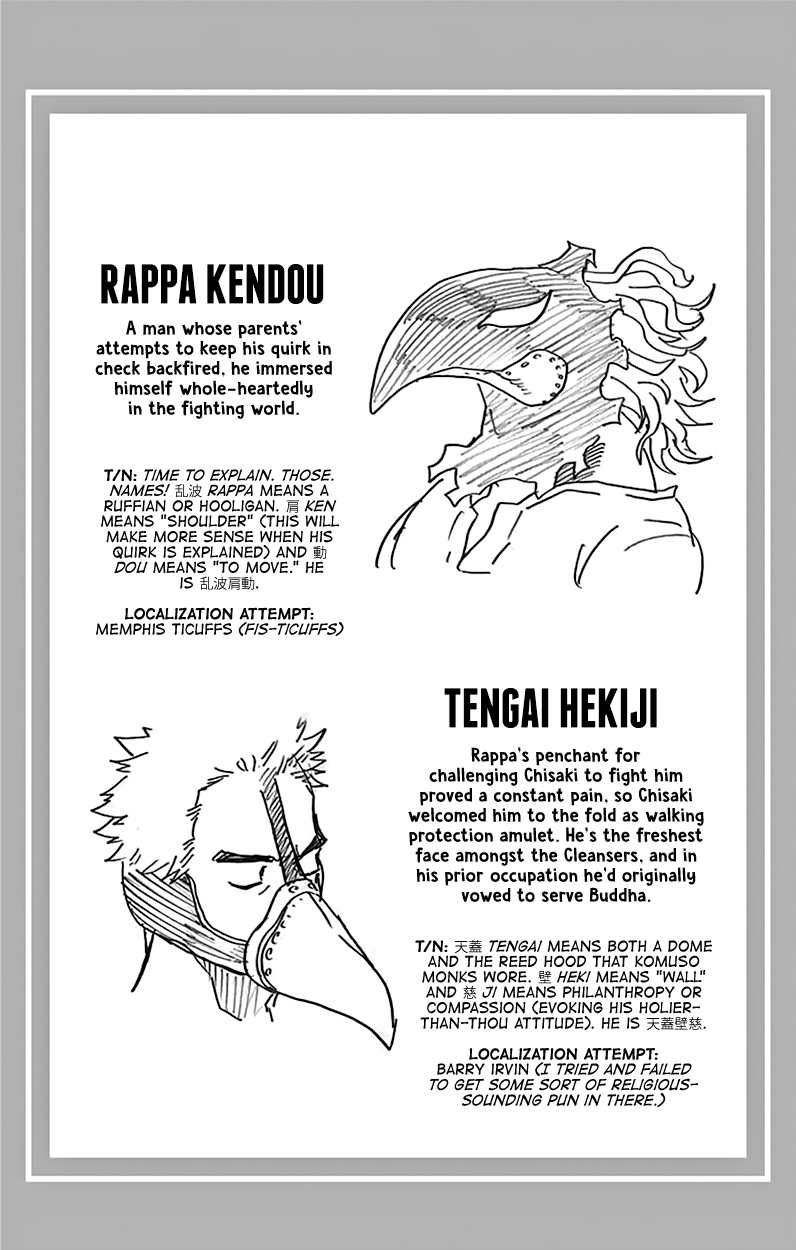 RAPPA KENDOU
A man whose parents'
attempts to keep his quirk in
check backfired, he immersed
himself whole-heartedly
in the fighting world.
T/N: TIME TO EXPLAIN. THOSE.
NAMES! 乱波 RAPPA MEANS A
RUFFIAN OR HOOLIGAN. 肩 KEN
MEANS "SHOULDER" (THIS WILL
MAKE MORE SENSE WHEN HIS
QUIRK IS EXPLAINED) AND 動
DOU MEANS "TO MOVE." HE
IS 乱波肩動.
LOCALIZATION ATTEMPT:
MEMPHIS TICUFFS (FIS-TICUFFS)
TENGAI HEKIJI
Rappa's penchant for
challenging Chisaki to fight him
proved a constant pain, so Chisaki
welcomed him to the fold as walking
protection amulet. He's the freshest
face amongst the Cleansers, and in
his prior occupation he'd originally
vowed to serve Buddha.
T/N: 天蓋 TENGAI MEANS BOTH A DOME
AND THE REED HOOD THAT KOMUSO
MONKS WORE. 壁 HEKI MEANS "WALL"
AND 慈 JI MEANS PHILANTHROPY OR
COMPASSION (EVOKING HIS HOLIER-
THAN-THOU ATTITUDE). HE IS 天蓋壁慈.
LOCALIZATION ATTEMPT:
BARRY IRVIN (I TRIED AND FAILED
TO GET SOME SORT OF RELIGIOUS-
SOUNDING PUN IN THERE.)